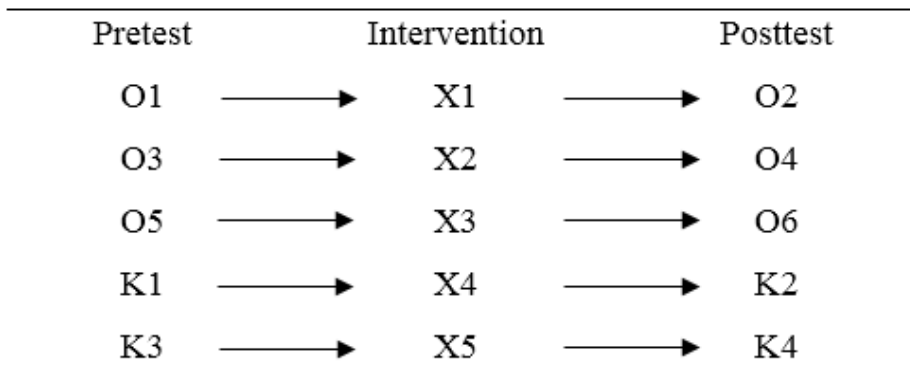 Pretest Intervention Posttest
O1 X1 O2
O3 X2 O4
O5 X3 O6
K1 X4 K2
K3 X5 K4